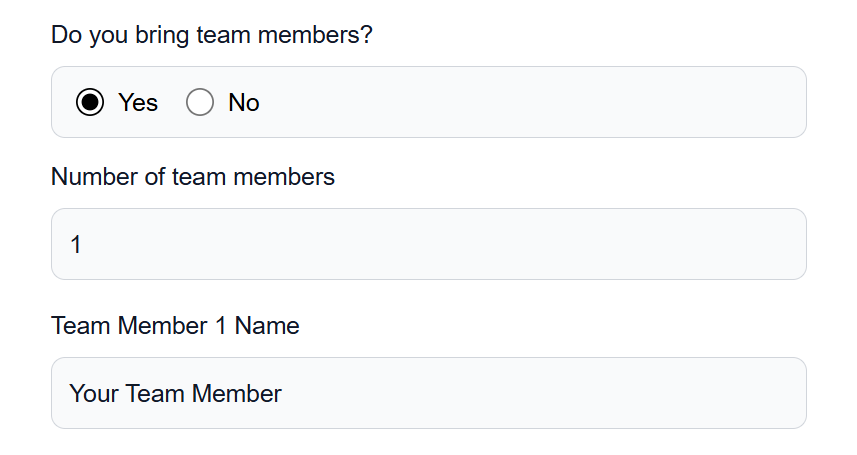 Do you bring team members?
Yes No
Number of team members
1
Team Member 1 Name
Your Team Member